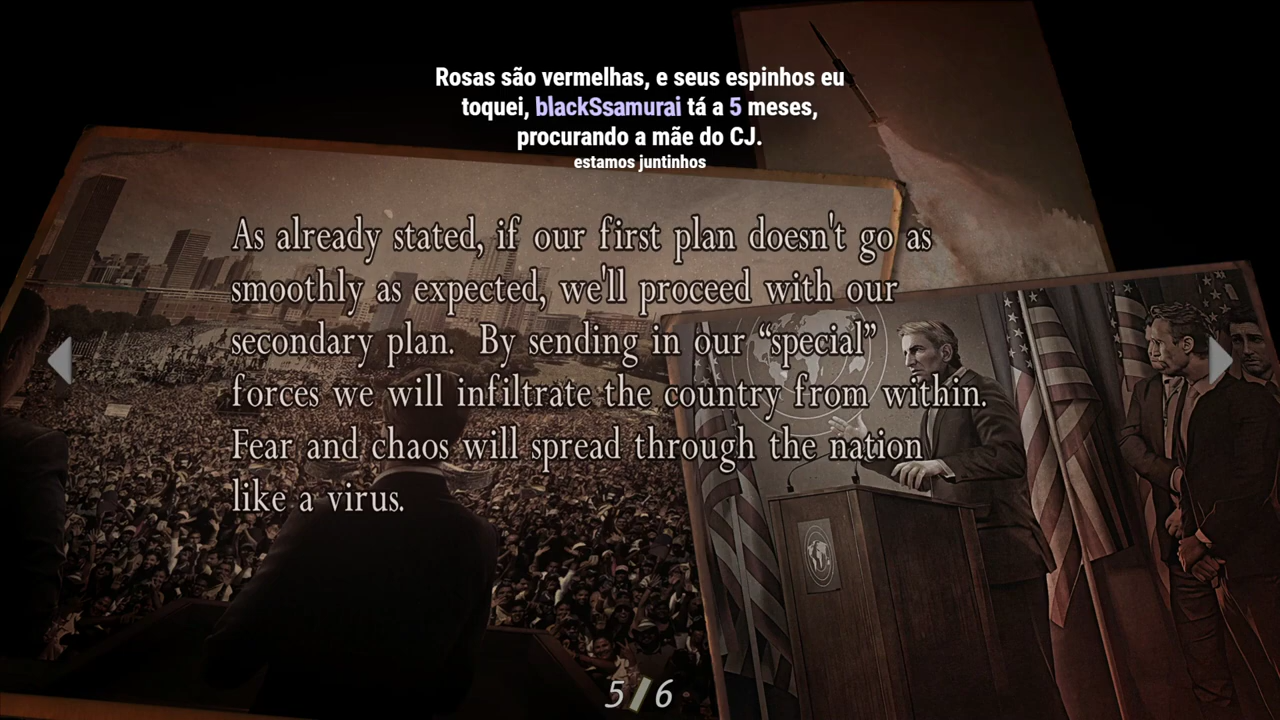 Rosas são vermelhas, e seus espinhos eu
toquei, blackSsamurai tá a 5 meses,
procurando a mãe do CJ.
estamos juntinhos
As already stated, if our first plan doesn't go as
smoothly as expected, we'll proceed with our
secondary plan. By sending in our “special”
forces we will infiltrate the country from within.
Fear and chaos will spread through the nation
like a virus.
5/6